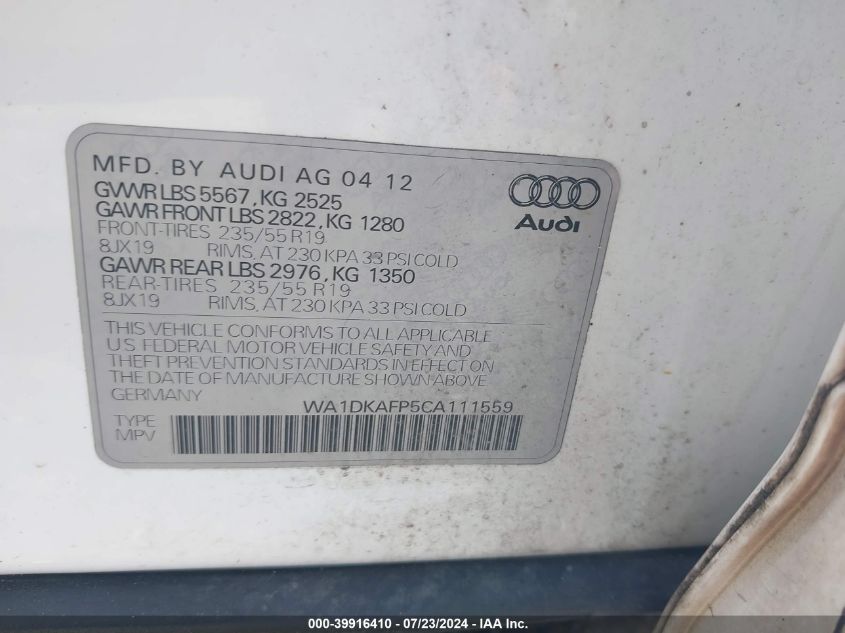 MFD. BY AUDI AG 04 12
GVWR LBS 5567, KG 2525
GAWR FRONT LBS 2822, KG 1280
FRONT-TIRES 235/55 R19
8JX19 RIMS, AT 230 KPA 33 PSI COLD
GAWR REAR LBS 2976, KG 1350
REAR-TIRES 235/55 R19
8JX19 RIMS, AT 230 KPA 33 PSI COLD
Audi
THIS VEHICLE CONFORMS TO ALL APPLICABLE
U.S. FEDERAL MOTOR VEHICLE SAFETY AND
THEFT PREVENTION STANDARDS IN EFFECT ON
THE DATE OF MANUFACTURE SHOWN ABOVE
GERMANY
WA1DKAFP5CA111559
TYPE
MPV
000-39916410 / 07/23/2024 - IAA Inc.